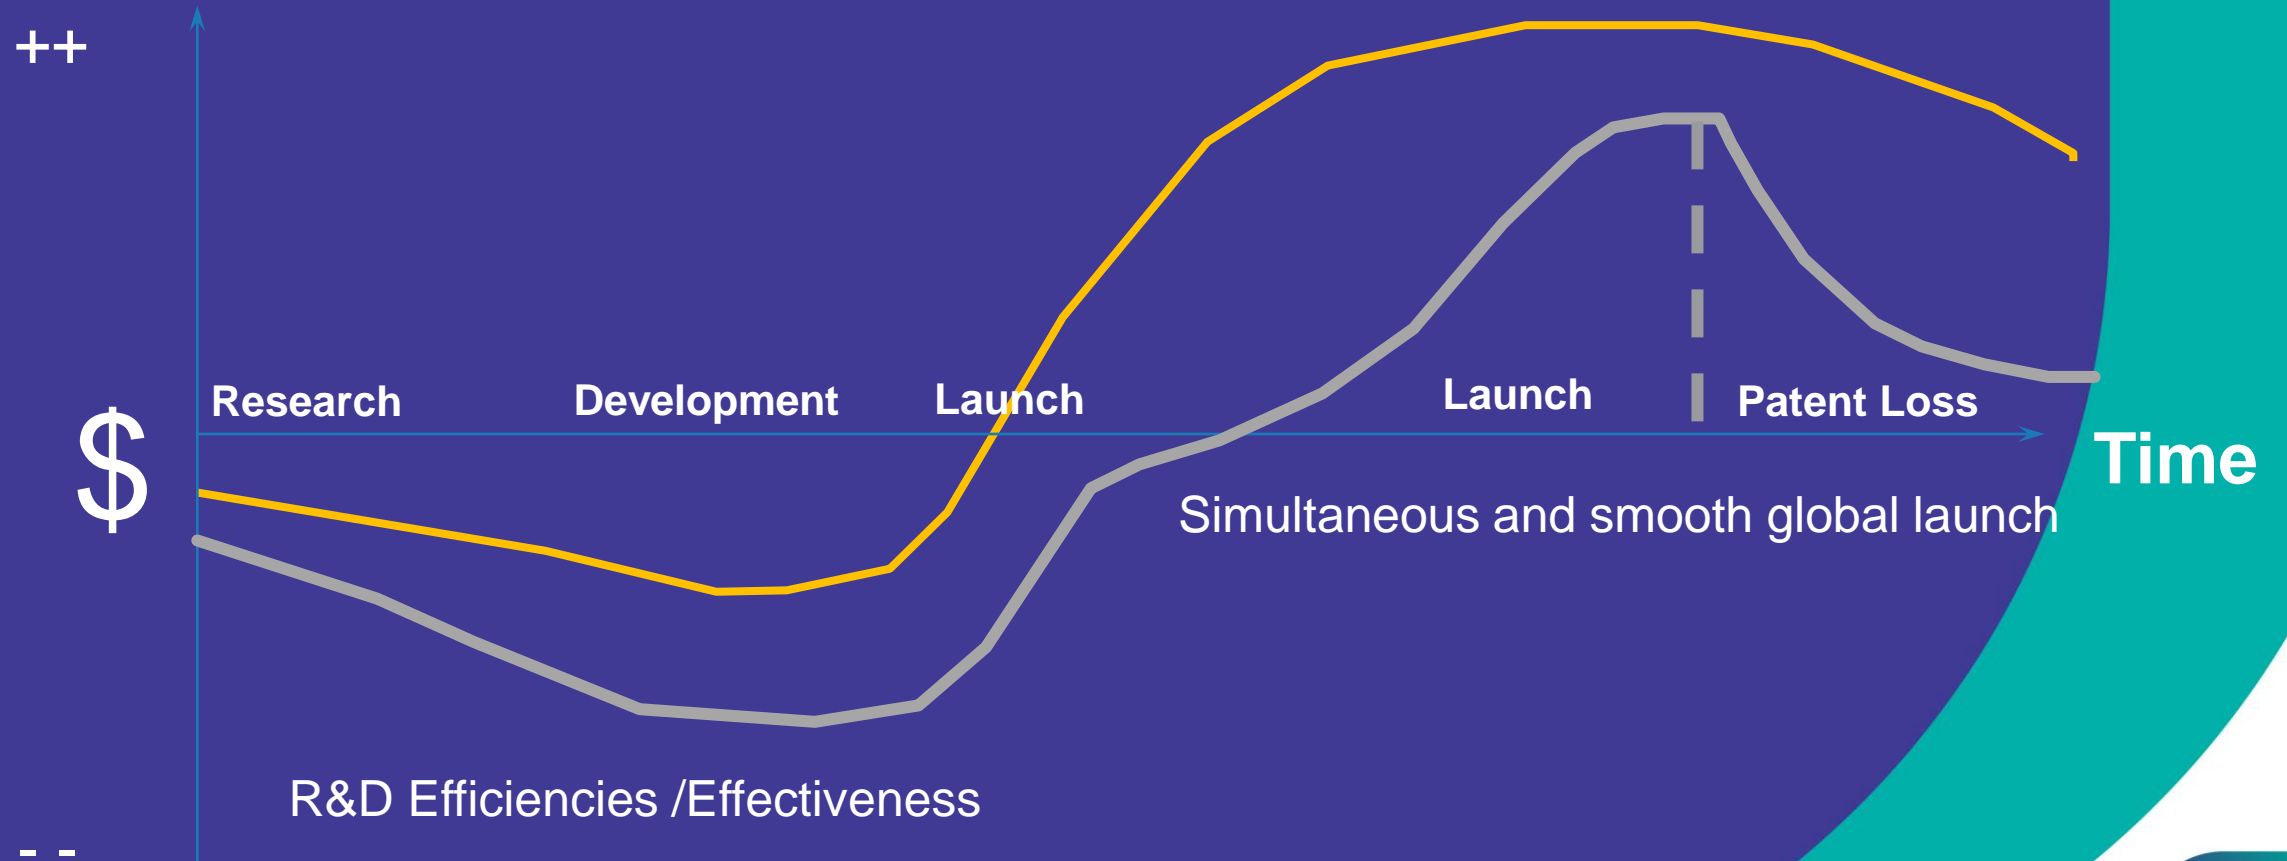 ++
Research
Development
Launch
Launch
Patent Loss
$
Time
Simultaneous and smooth global launch
R&D Efficiencies /Effectiveness
- -